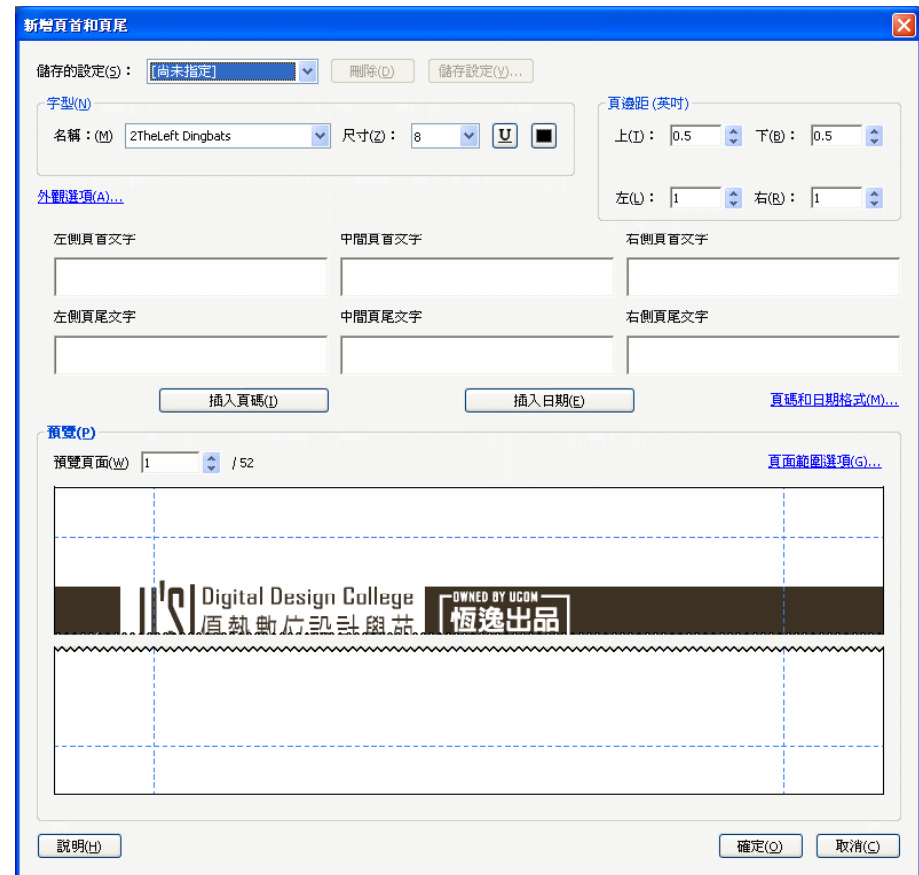 新增頁首和頁尾
儲存的設定(S)： [尚未指定] 刪除(D) 儲存設定(V)...
字型(N)
名稱：(M) 2TheLeft Dingbats 尺寸(Z)： 8 U
頁邊距 (英吋)
上(T)： 0.5 下(B)： 0.5
左(L)： 1 右(R)： 1
外觀選項(A)...
左側頁首文字 中間頁首文字 右側頁首文字
左側頁尾文字 中間頁尾文字 右側頁尾文字
插入頁碼(I) 插入日期(E) 頁碼和日期格式(M)...
預覽(P)
預覽頁面(W) 1 / 52 頁面範圍選項(G)...
Digital Design College
數位設計學苑
OWNED BY UCOM
恆逸出品
說明(H) 確定(O) 取消(C)